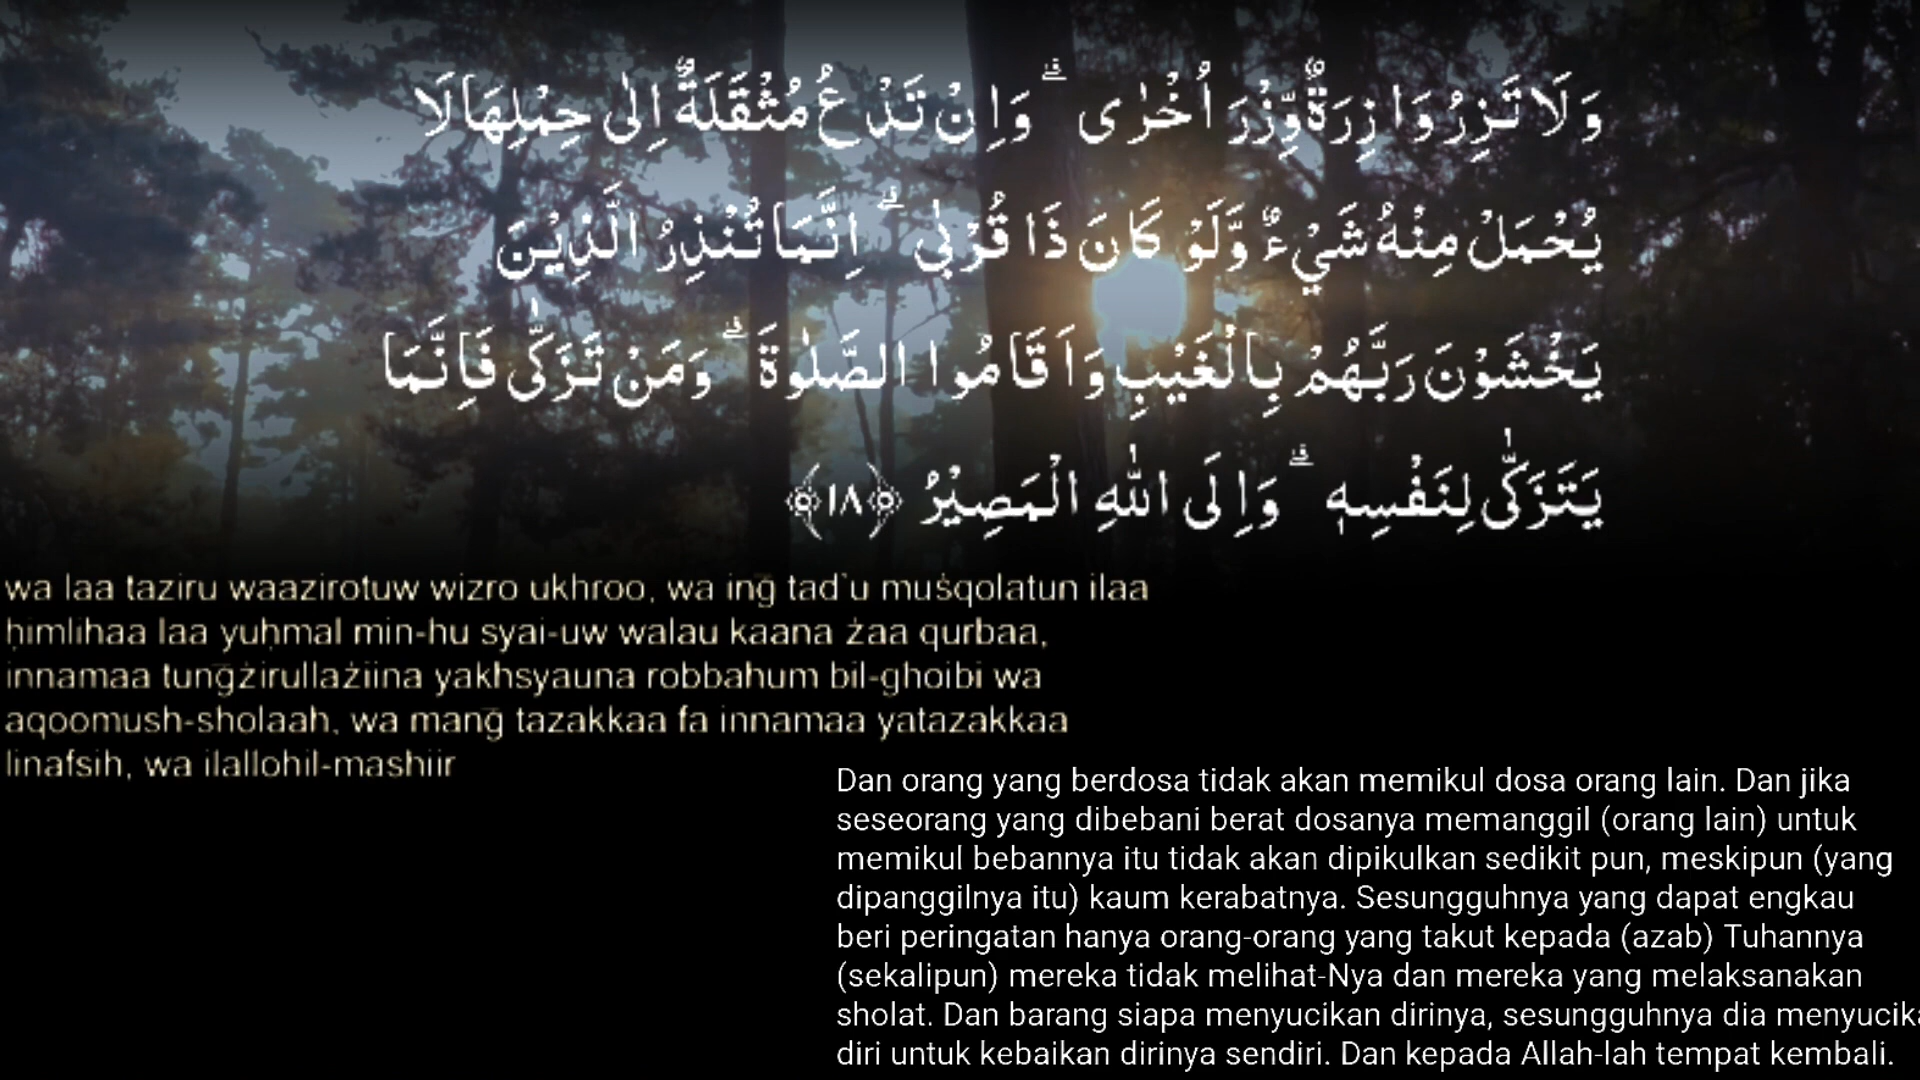 وَلَا تَزِرُ وَازِرَةٌ وِّزْرَ اُخْرٰى ۗ وَاِنْ تَدْعُ مُثْقَلَةٌ اِلٰى حِمْلِهَا لَا
يُحْمَلْ مِنْهُ شَيْءٌ وَّلَوْ كَانَ ذَا قُرْبٰى ۗ اِنَّمَا تُنْذِرُ الَّذِيْنَ
يَخْشَوْنَ رَبَّهُمْ بِالْغَيْبِ وَاَقَامُوا الصَّلٰوةَ ۗ وَمَنْ تَزَكّٰى فَاِنَّمَا
يَتَزَكّٰى لِنَفْسِهٖ ۗ وَاِلَى اللّٰهِ الْمَصِيْرُ ﴿١٨﴾
wa laa taziru waazirotuw wizro ukhroo, wa ing̅ tad`u muṡqolatun ilaa
ḥimlihaa laa yuḥmal min-hu syai-uw walau kaana żaa qurbaa,
innamaa tung̅żirullażiina yakhsyauna robbahum bil-ghoibi wa
aqoomush-sholaah, wa mang̅ tazakkaa fa innamaa yatazakkaa
linafsih, wa ilallohil-mashiir
Dan orang yang berdosa tidak akan memikul dosa orang lain. Dan jika
seseorang yang dibebani berat dosanya memanggil (orang lain) untuk
memikul bebannya itu tidak akan dipikulkan sedikit pun, meskipun (yang
dipanggilnya itu) kaum kerabatnya. Sesungguhnya yang dapat engkau
beri peringatan hanya orang-orang yang takut kepada (azab) Tuhannya
(sekalipun) mereka tidak melihat-Nya dan mereka yang melaksanakan
sholat. Dan barang siapa menyucikan dirinya, sesungguhnya dia menyucika
diri untuk kebaikan dirinya sendiri. Dan kepada Allah-lah tempat kembali.